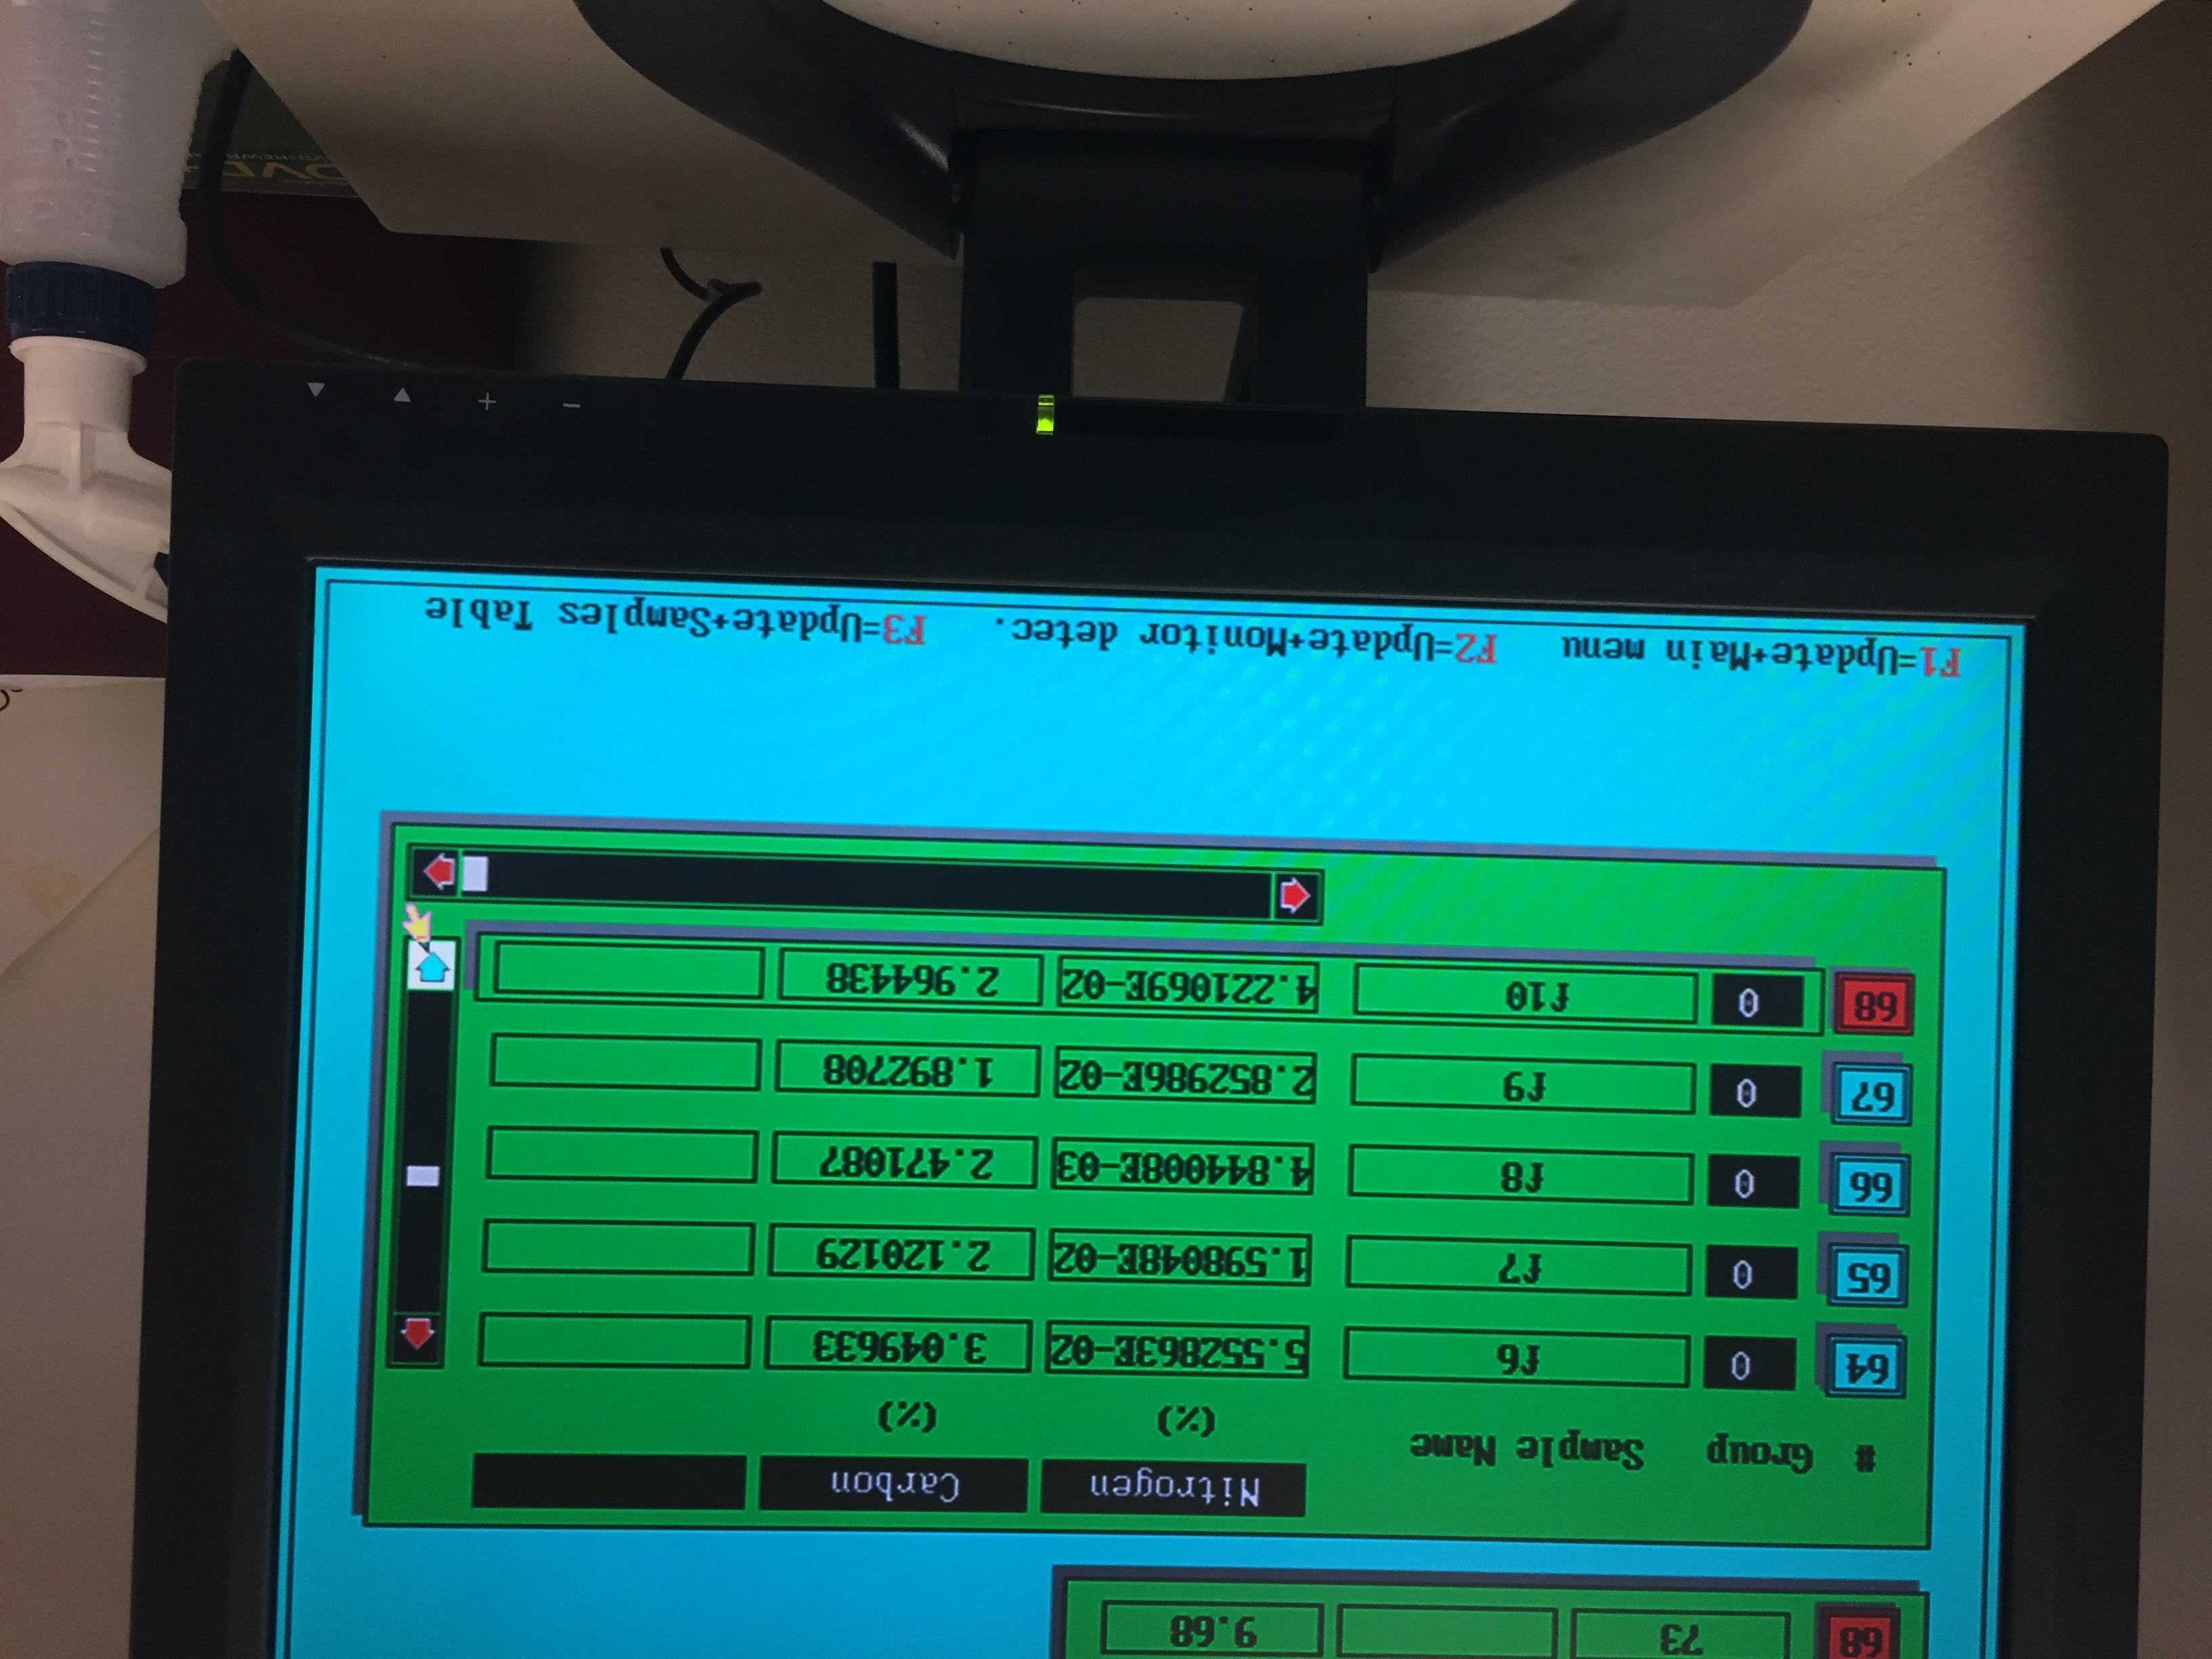 68 73 9.68
Nitrogen Carbon
# Group Sample Name
(%) (%)
64 0 f6 5.552863E-02 3.049633
65 0 f7 1.598048E-02 2.120129
66 0 f8 4.844008E-03 2.471087
67 0 f9 2.852986E-02 1.892708
68 0 f10 4.221069E-02 2.964438
F1=Update+Main menu F2=Update+Monitor detec. F3=Update+Samples Table
- +